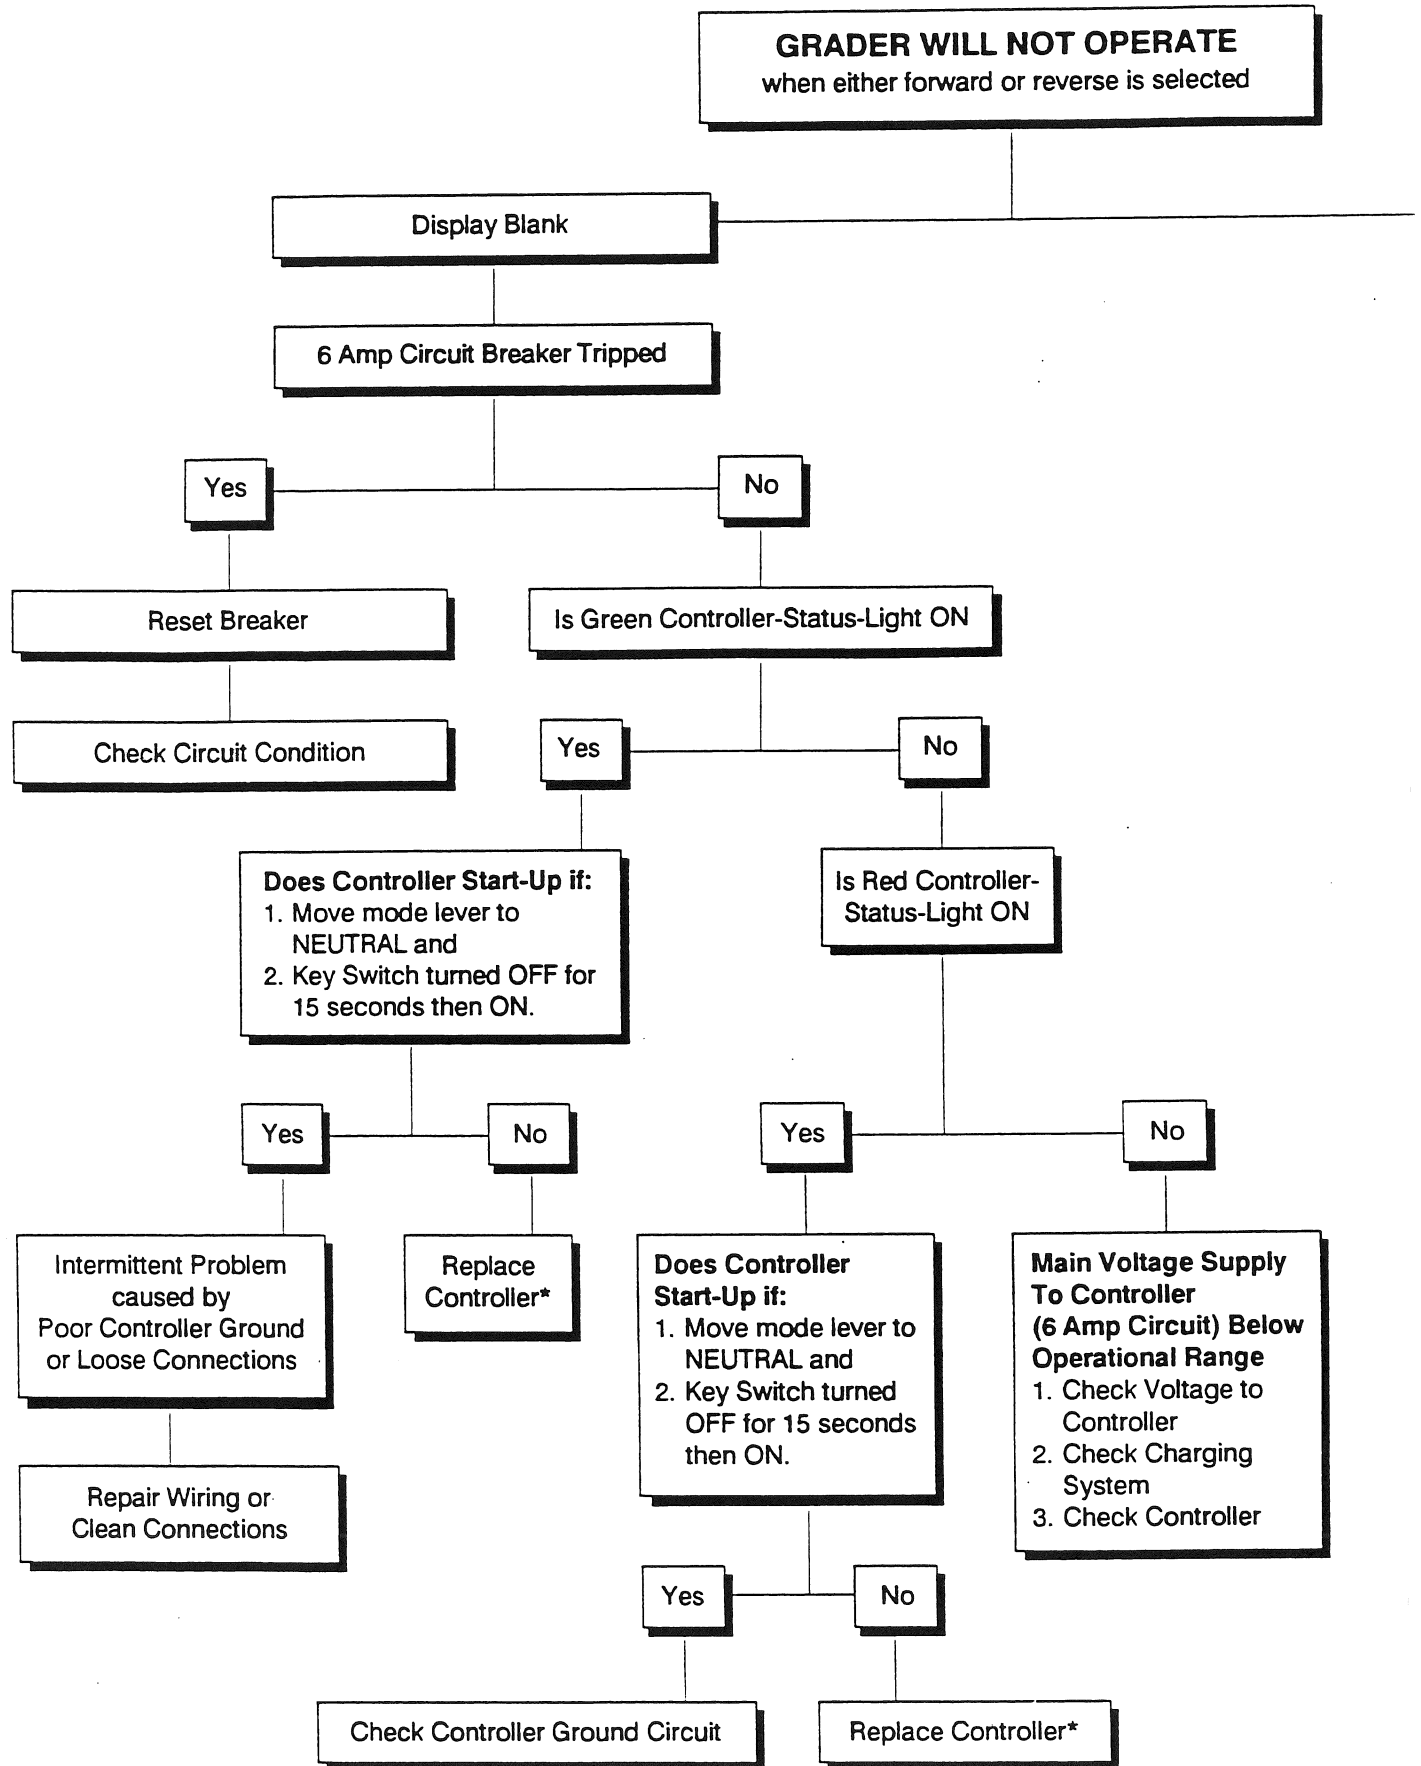 GRADER WILL NOT OPERATE
when either forward or reverse is selected
Display Blank
6 Amp Circuit Breaker Tripped
Yes
No
Reset Breaker
Is Green Controller-Status-Light ON
Check Circuit Condition
Yes
No
Does Controller Start-Up if:
1. Move mode lever to
NEUTRAL and
2. Key Switch turned OFF for
15 seconds then ON.
Is Red Controller-
Status-Light ON
Yes
No
Yes
No
Intermittent Problem
caused by
Poor Controller Ground
or Loose Connections
Replace
Controller*
Does Controller
Start-Up if:
1. Move mode lever to
NEUTRAL and
2. Key Switch turned
OFF for 15 seconds
then ON.
Main Voltage Supply
To Controller
(6 Amp Circuit) Below
Operational Range
1. Check Voltage to
Controller
2. Check Charging
System
3. Check Controller
Repair Wiring or
Clean Connections
Yes
No
Check Controller Ground Circuit
Replace Controller*